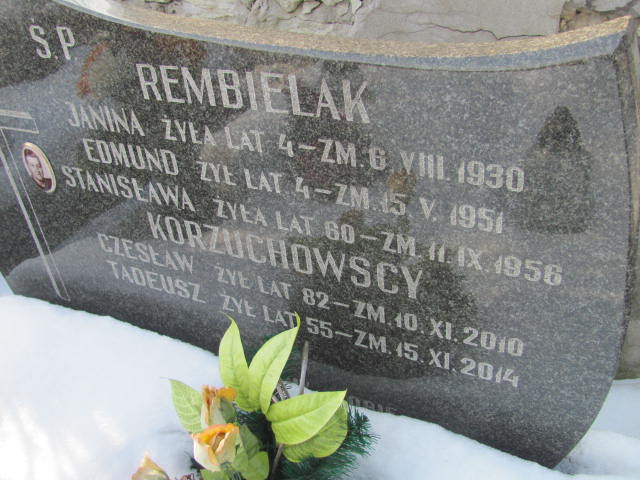 Ś.P.
REMBIELAK
JANINA ŻYŁA LAT 4 - ZM. 6 VIII. 1930
EDMUND ŻYŁ LAT 4 - ZM. 15 V. 1951
STANISŁAWA ŻYŁA LAT 60 - ZM. 11 IX. 1956
KORZUCHOWSCY
CZESŁAW ŻYŁ LAT 82 - ZM. 10. XI. 2010
TADEUSZ ŻYŁ LAT 55 - ZM. 15. XI. 2014